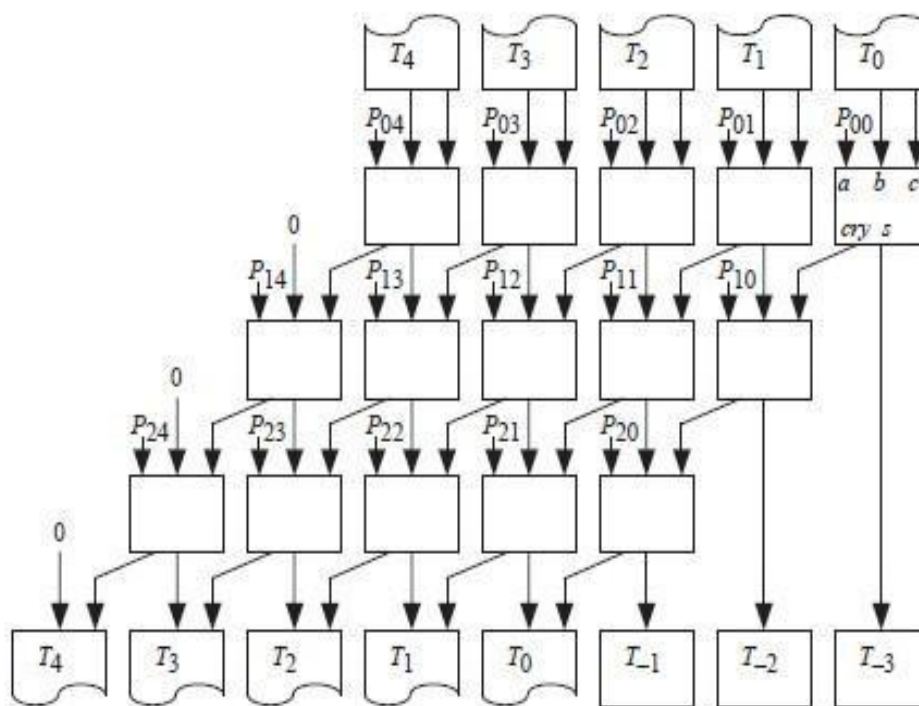 T4 T3 T2 T1 T0
P04 P03 P02 P01 P00
a b c
cry s
0
P14 P13 P12 P11 P10
0
P24 P23 P22 P21 P20
0
T4 T3 T2 T1 T0 T–1 T–2 T–3